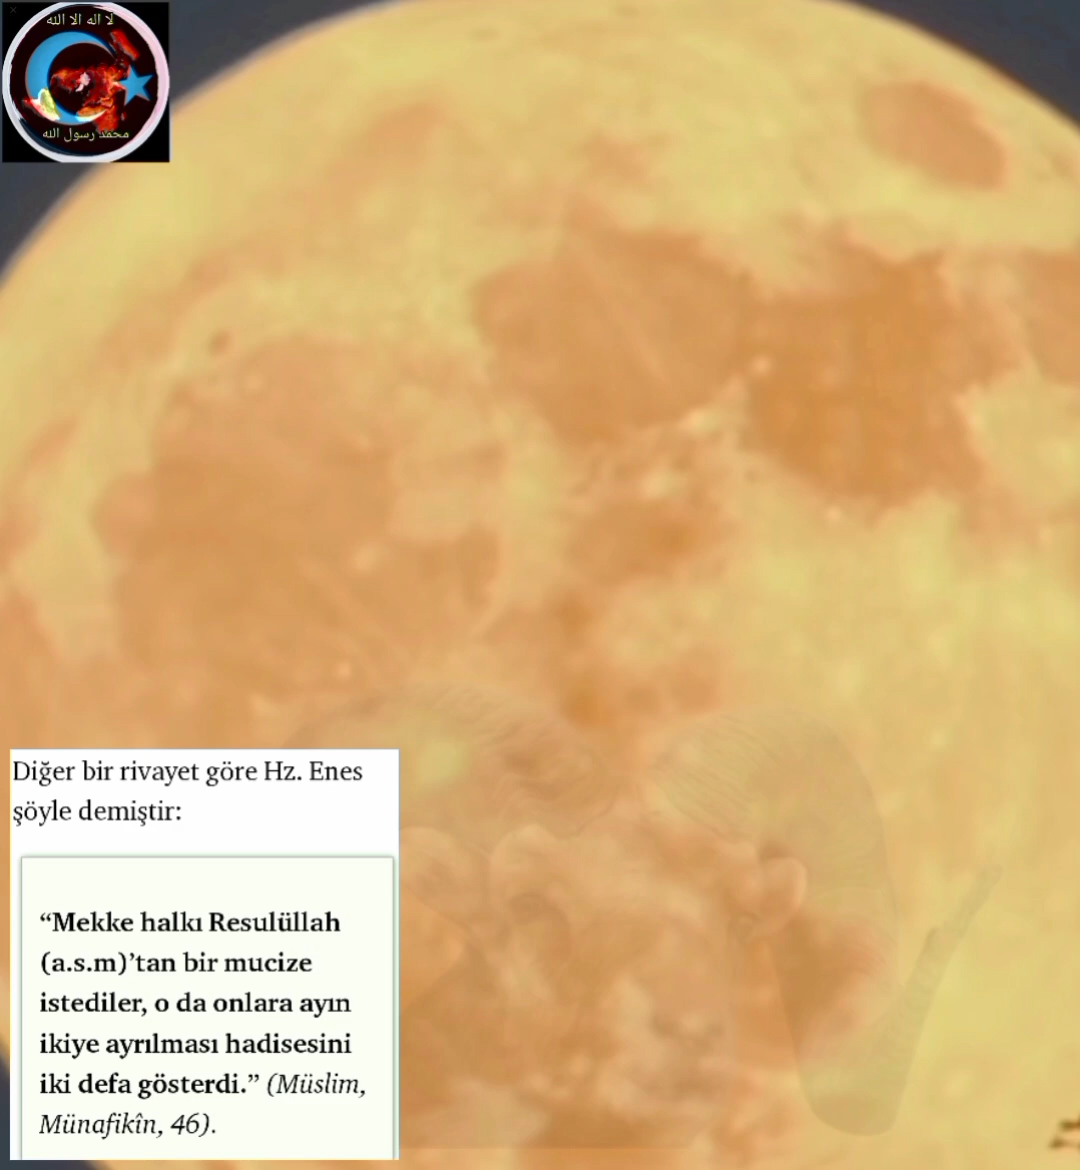 لا اله الا الله
محمد رسول الله
Diğer bir rivayet göre Hz. Enes
şöyle demiştir:
“Mekke halkı Resulüllah
(a.s.m)’tan bir mucize
istediler, o da onlara ayın
ikiye ayrılması hadisesini
iki defa gösterdi.” (Müslim,
Münafikîn, 46).